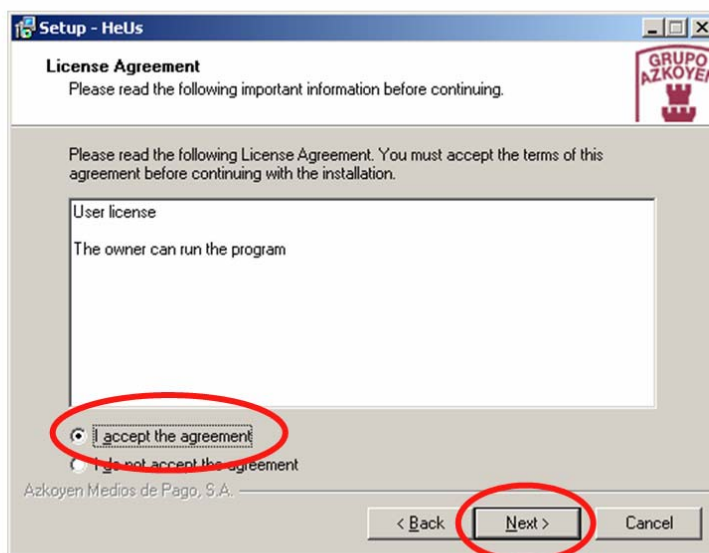 Setup - HeUs
License Agreement
Please read the following important information before continuing.
GRUPO
AZKOYEN
Please read the following License Agreement. You must accept the terms of this
agreement before continuing with the installation.
User license
The owner can run the program
I accept the agreement
I do not accept the agreement
Azkoyen Medios de Pago, S.A.
< Back
Next >
Cancel